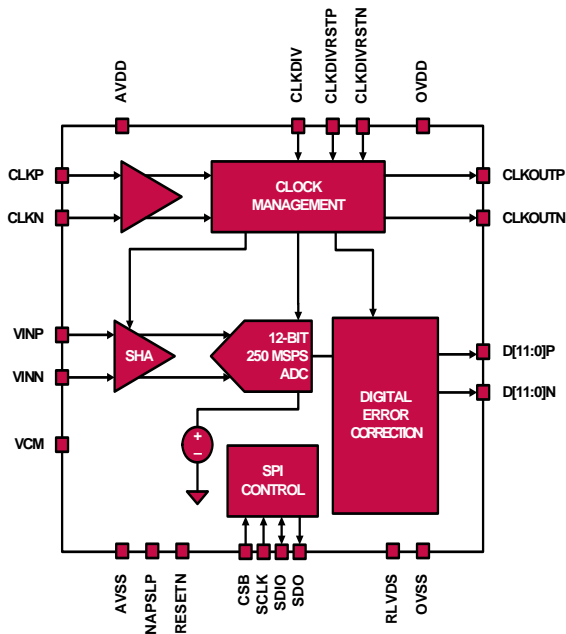 AVDD
CLKDIV
CLKDIVRSTP
CLKDIVRSTN
OVDD
CLKP
CLKN
CLOCK
MANAGEMENT
CLKOUTP
CLKOUTN
VINP
VINN
SHA
12-BIT
250 MSPS
ADC
D[11:0]P
D[11:0]N
DIGITAL
ERROR
CORRECTION
VCM
+
–
SPI
CONTROL
AVSS
NAPSLP
RESETN
CSB
SCLK
SDIO
SDO
RLVDS
OVSS